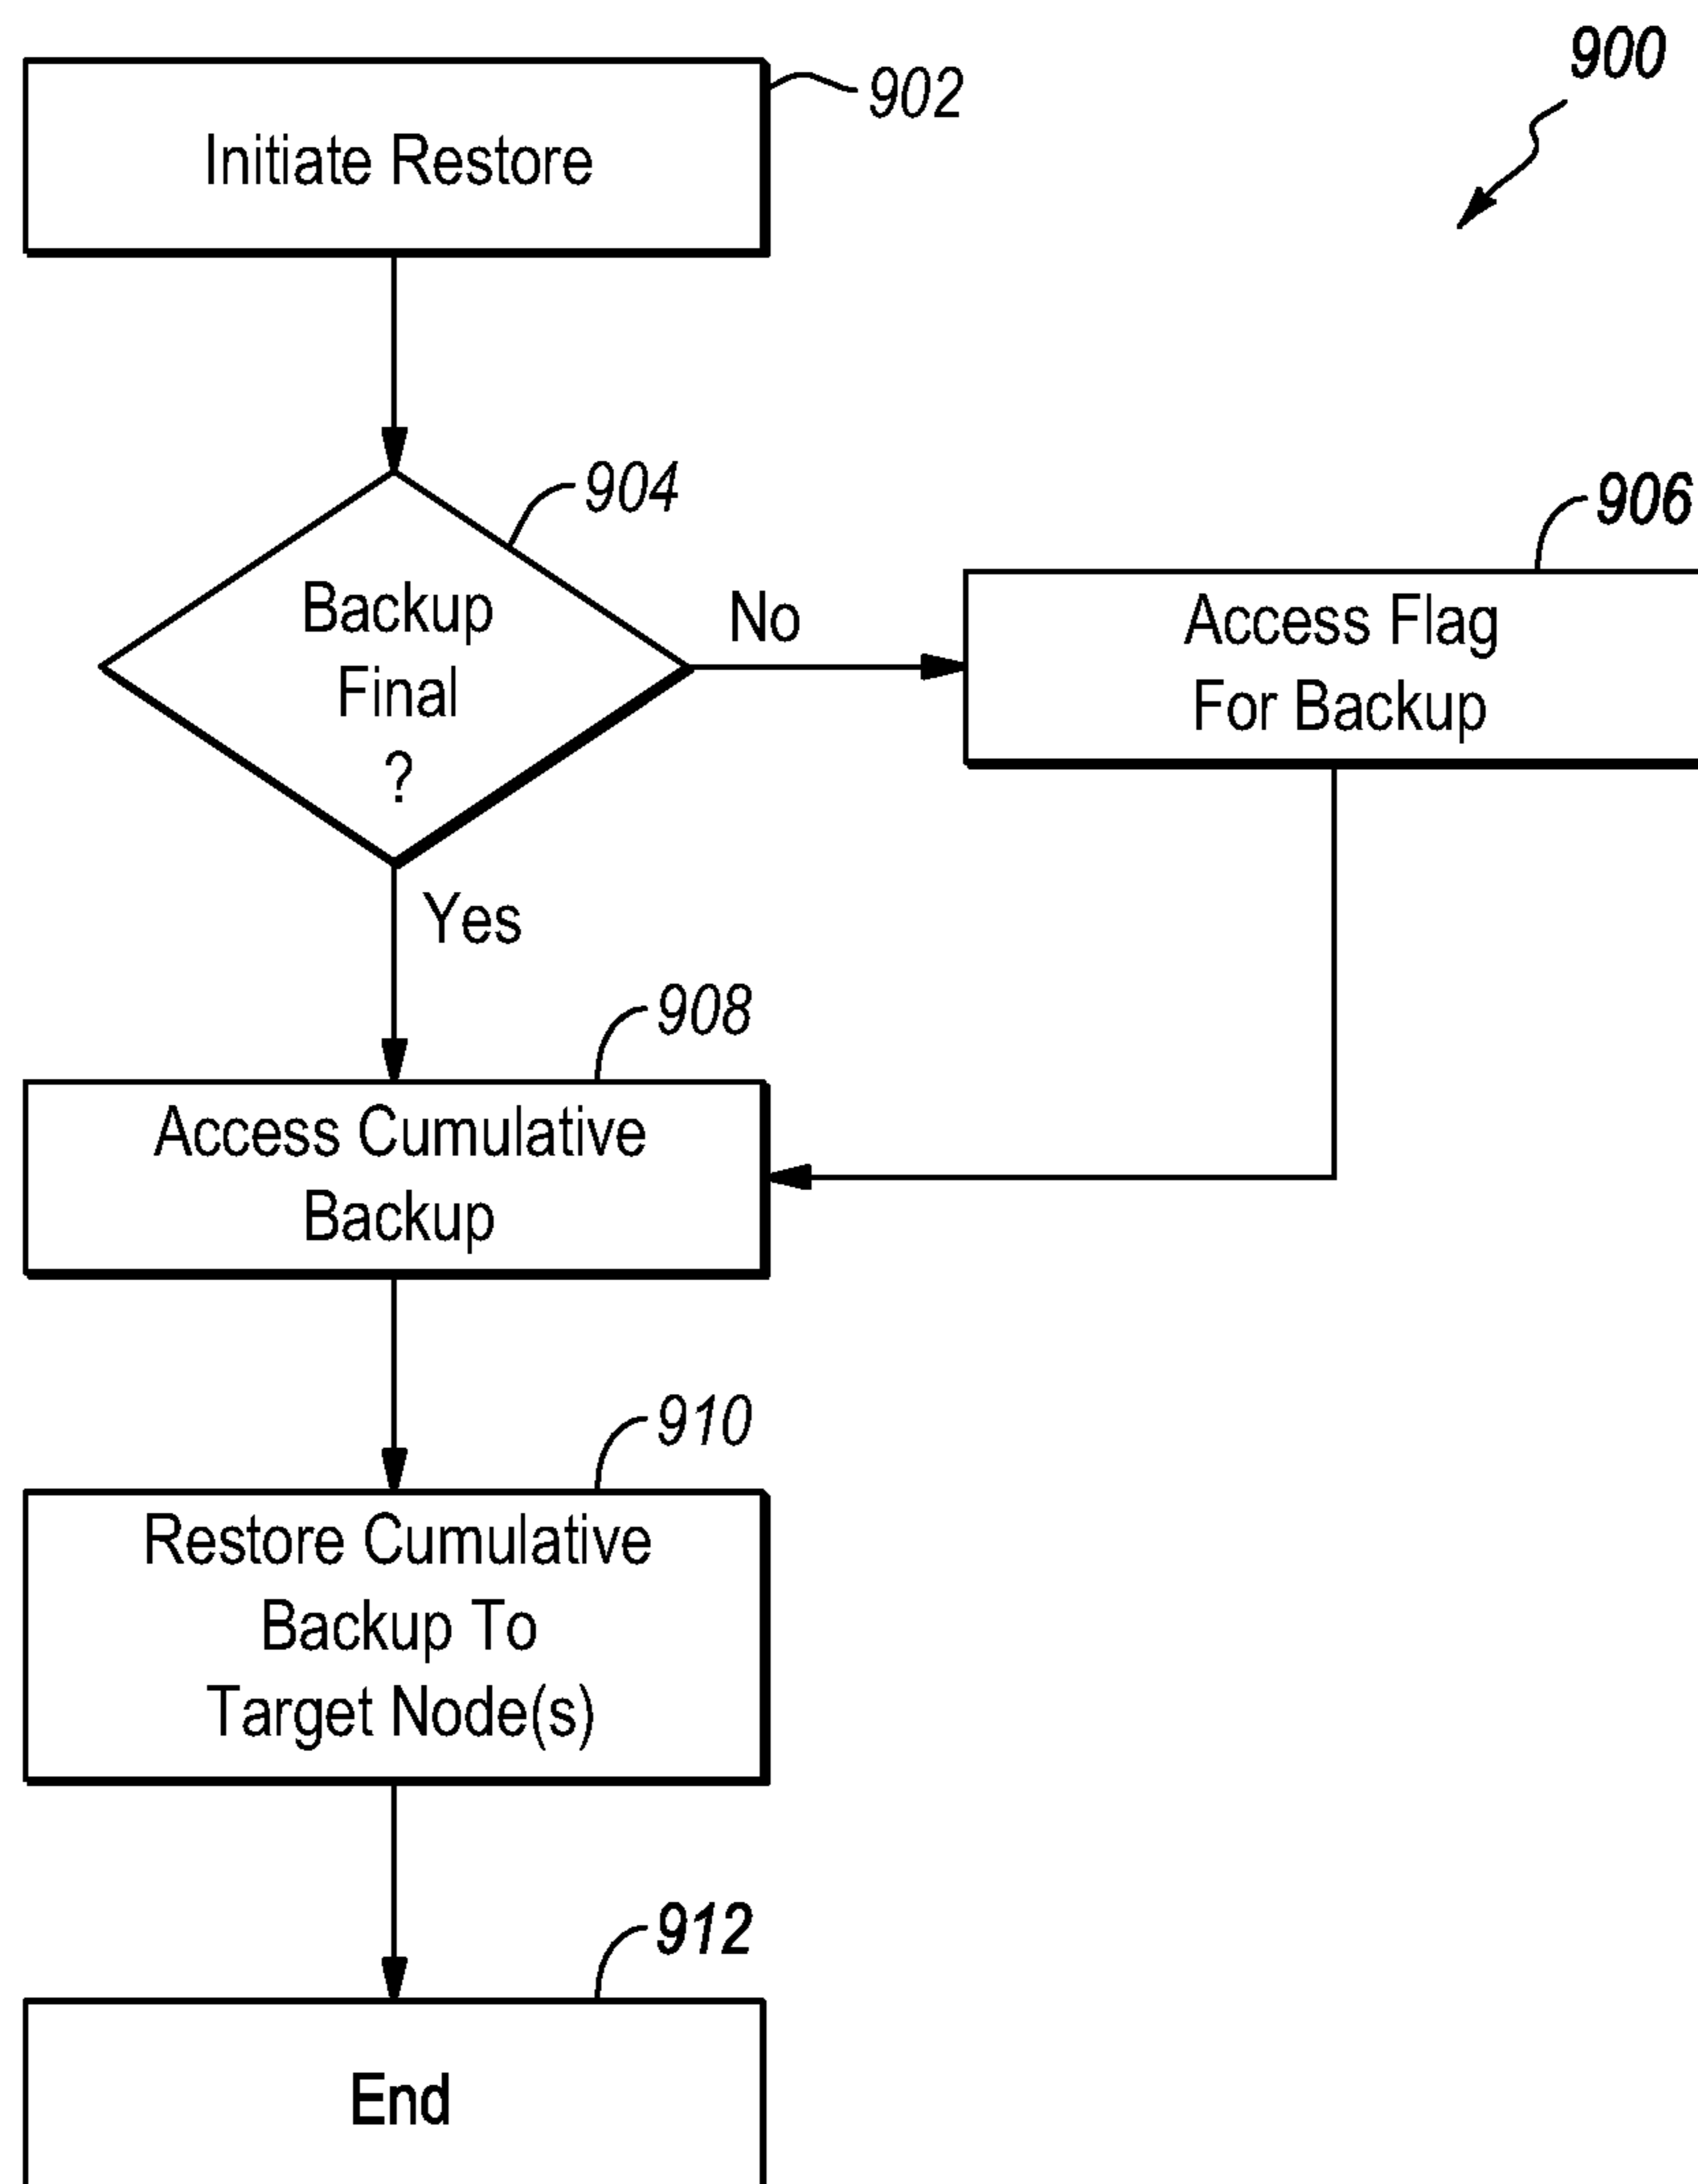 900
902
Initiate Restore
904
Backup
Final
?
No
906
Access Flag
For Backup
Yes
908
Access Cumulative
Backup
910
Restore Cumulative
Backup To
Target Node(s)
912
End